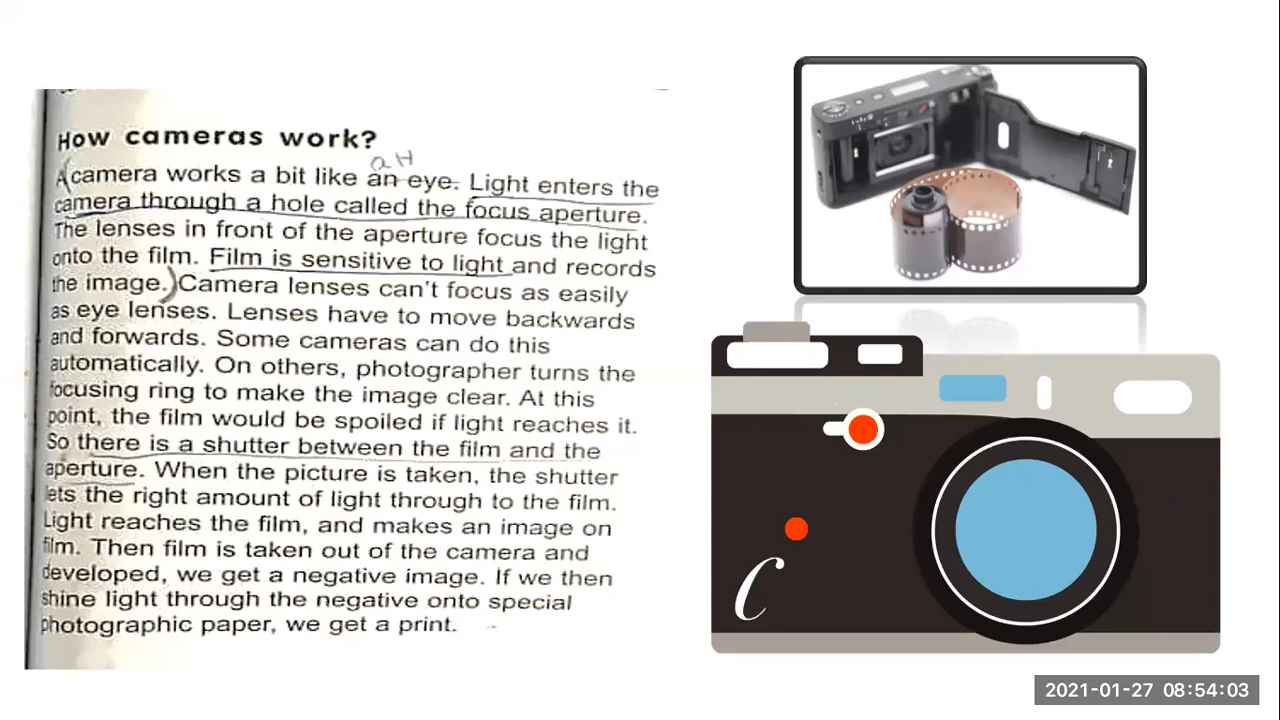 How cameras work?
a H
A camera works a bit like an eye. Light enters the
camera through a hole called the focus aperture.
The lenses in front of the aperture focus the light
onto the film. Film is sensitive to light and records
the image.) Camera lenses can't focus as easily
as eye lenses. Lenses have to move backwards
and forwards. Some cameras can do this
automatically. On others, photographer turns the
focusing ring to make the image clear. At this
point, the film would be spoiled if light reaches it.
So there is a shutter between the film and the
aperture. When the picture is taken, the shutter
lets the right amount of light through to the film.
Light reaches the film, and makes an image on
film. Then film is taken out of the camera and
developed, we get a negative image. If we then
shine light through the negative onto special
photographic paper, we get a print.
C
2021-01-27 08:54:03